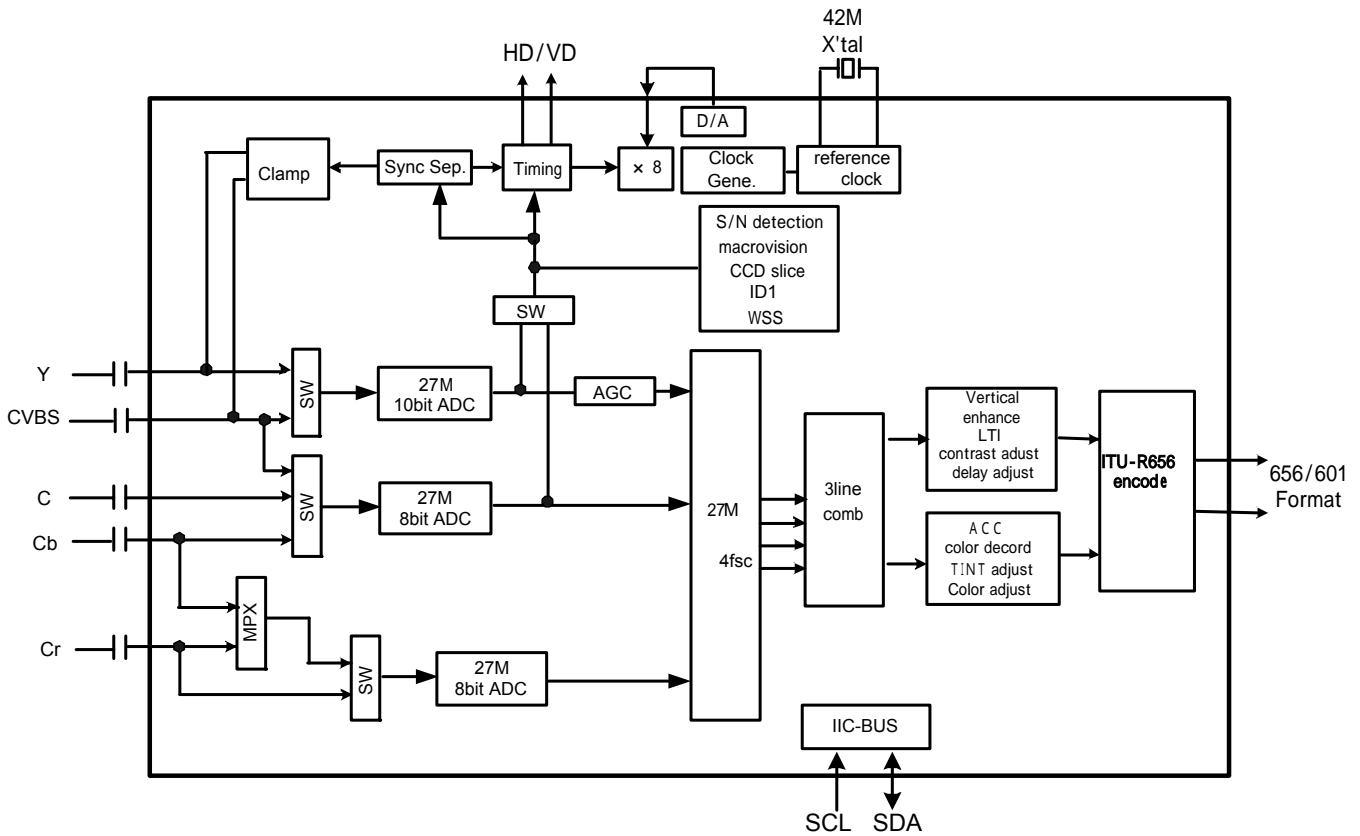 42M
X'tal
HD/VD
D/A
Clamp
Sync Sep.
Timing
× 8
Clock
Gene.
reference
clock
S/N detection
macrovision
CCD slice
ID1
WSS
SW
Y
SW
27M
10bit ADC
AGC
CVBS
Vertical
enhance
LTI
contrast adust
delay adjust
ITU-R656
encode
656/601
Format
C
SW
27M
8bit ADC
27M
4fsc
3line
comb
Cb
ACC
color decord
TINT adjust
Color adjust
MPX
Cr
SW
27M
8bit ADC
IIC-BUS
SCL
SDA